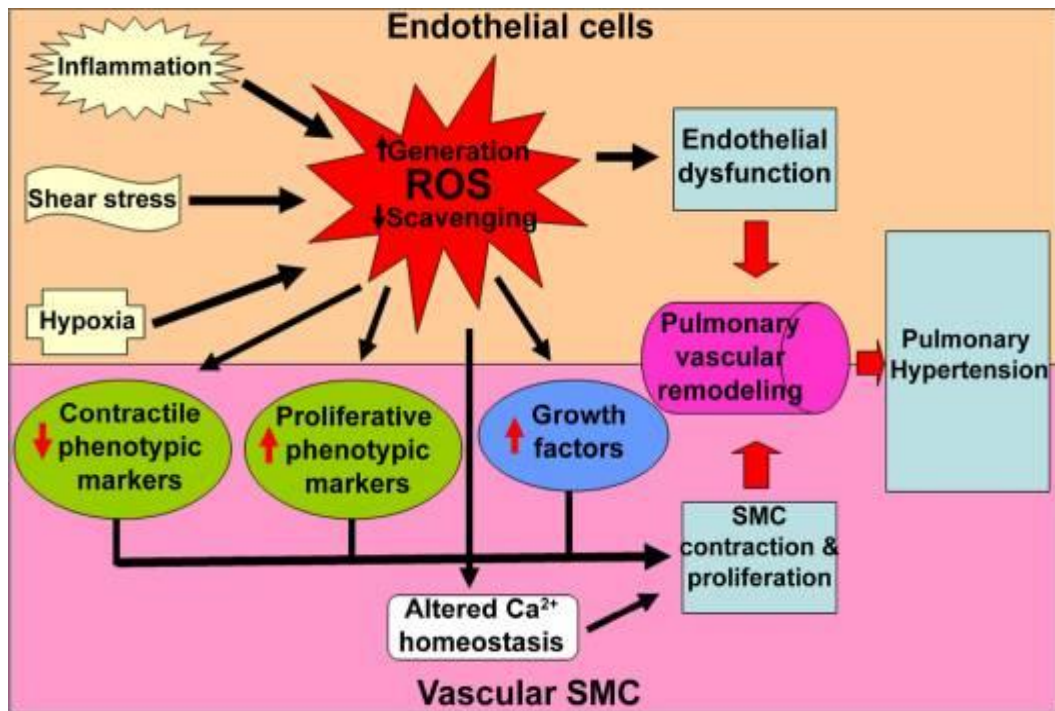 Endothelial cells
Inflammation
↑Generation
ROS
↓Scavenging
Endothelial
dysfunction
Shear stress
Hypoxia
Pulmonary
vascular
remodeling
Pulmonary
Hypertension
Contractile
phenotypic
markers
Proliferative
phenotypic
markers
Growth
factors
SMC
contraction &
proliferation
Altered Ca²⁺
homeostasis
Vascular SMC